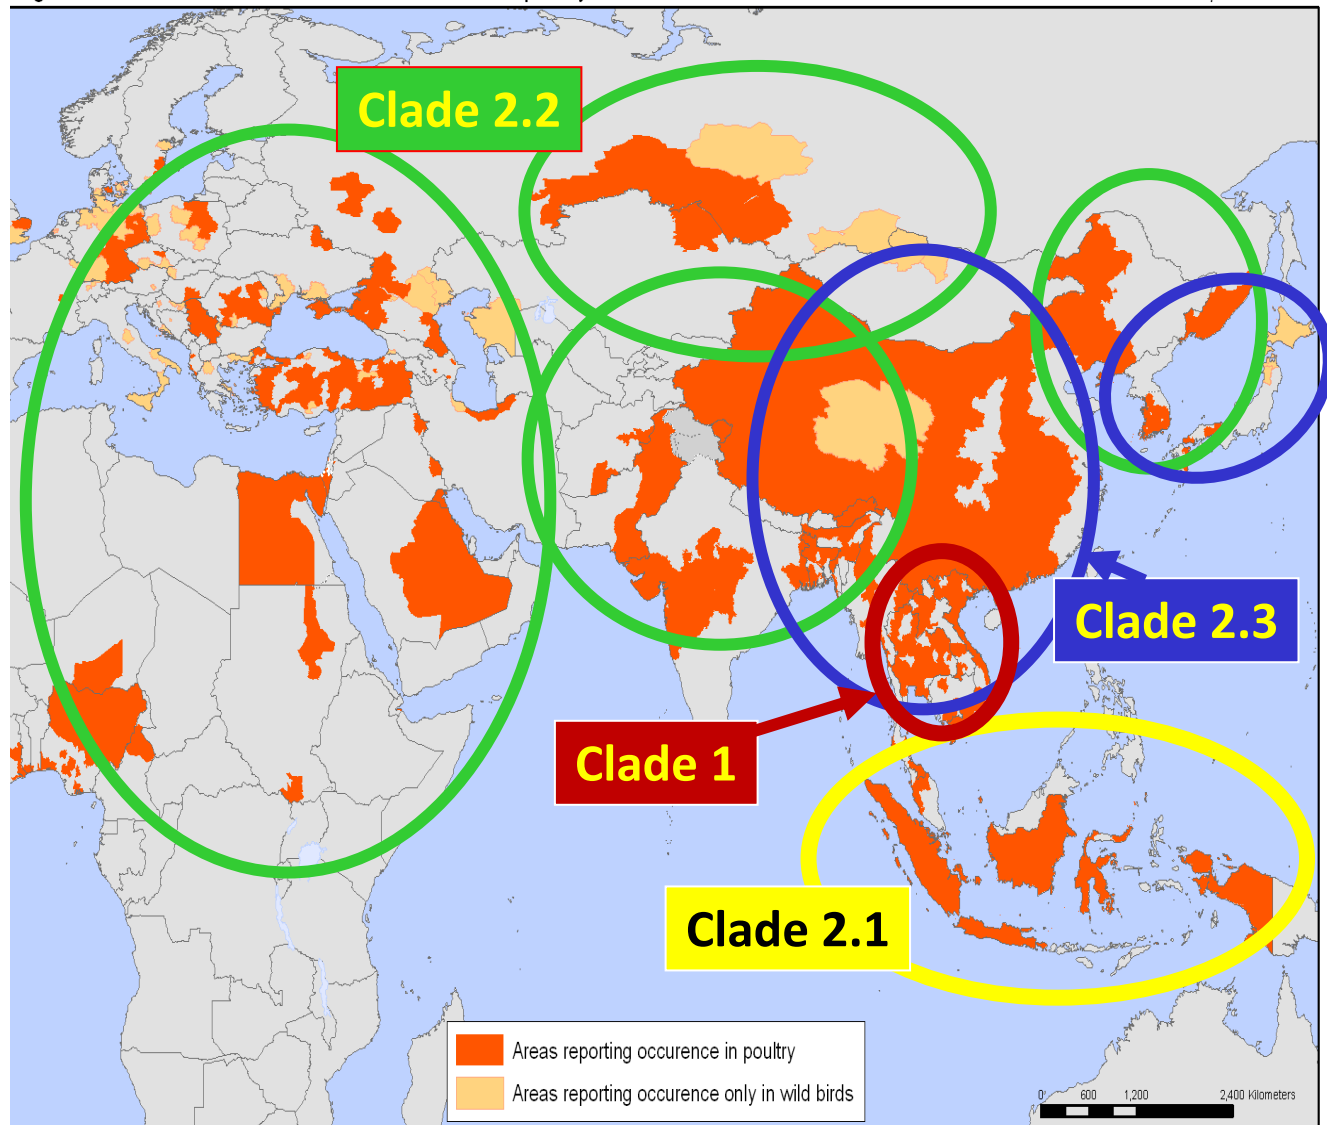 Clade 2.2
Clade 2.3
Clade 1
Clade 2.1
Areas reporting occurence in poultry
Areas reporting occurence only in wild birds
0 600 1,200 2,400 Kilometers